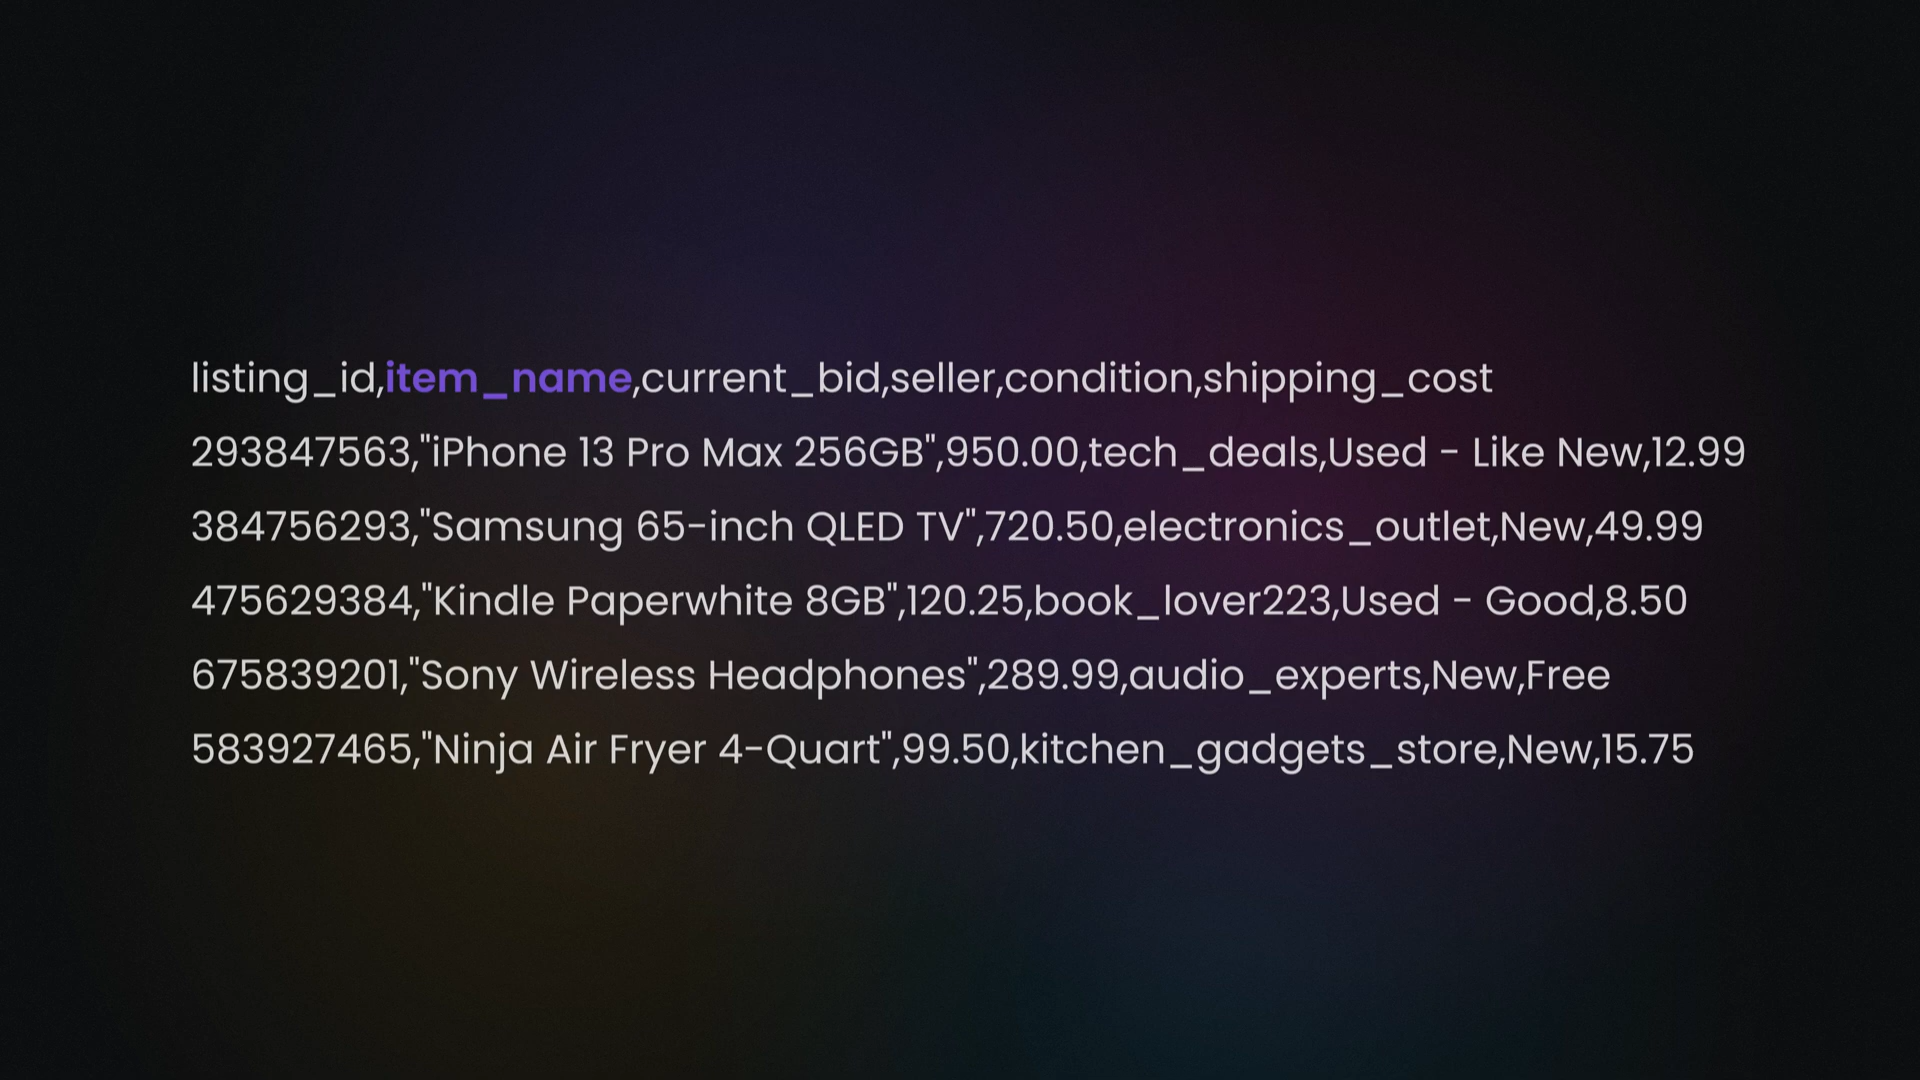 listing_id,item_name,current_bid,seller,condition,shipping_cost
293847563,"iPhone 13 Pro Max 256GB",950.00,tech_deals,Used - Like New,12.99
384756293,"Samsung 65-inch QLED TV",720.50,electronics_outlet,New,49.99
475629384,"Kindle Paperwhite 8GB",120.25,book_lover223,Used - Good,8.50
675839201,"Sony Wireless Headphones",289.99,audio_experts,New,Free
583927465,"Ninja Air Fryer 4-Quart",99.50,kitchen_gadgets_store,New,15.75